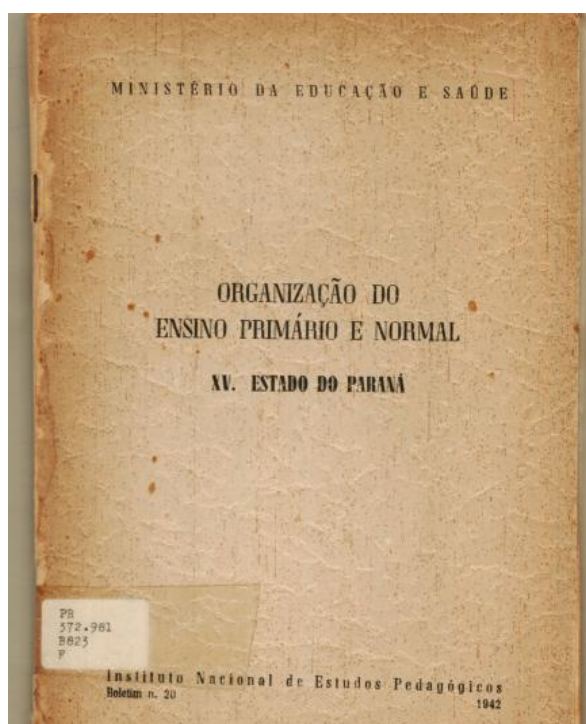 MINISTÉRIO DA EDUCAÇÃO E SAÚDE
ORGANIZAÇÃO DO
ENSINO PRIMÁRIO E NORMAL
XV. ESTADO DO PARANÁ
PR
372.981
B823
F
Instituto Nacional de Estudos Pedagógicos
Boletim n. 20
1942